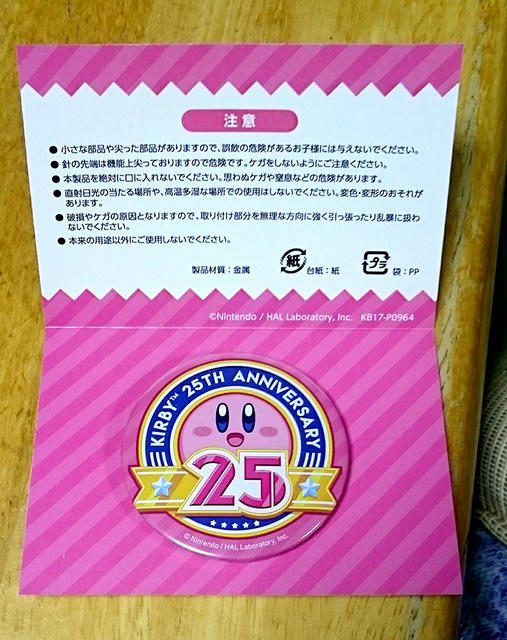 注意
●小さな部品や尖った部品がありますので、誤飲の危険があるお子様には与えないでください。
●針の先端は機能上尖っておりますので危険です。ケガをしないようにご注意ください。
●本製品を絶対に口に入れないでください。思わぬケガや窒息などの危険があります。
●直射日光の当たる場所や、高温多湿な場所での使用はしないでください。変色・変形のおそれが
あります。
●破損やケガの原因となりますので、取り付け部分を無理な方向に強く引っ張ったり乱暴に扱わ
ないでください。
●本来の用途以外にご使用しないでください。
製品材質：金属 紙 台紙：紙 プラ 袋：PP
©Nintendo / HAL Laboratory, Inc. KB17-P0964
KIRBY™ 25TH ANNIVERSARY
25
©Nintendo / HAL Laboratory, Inc.